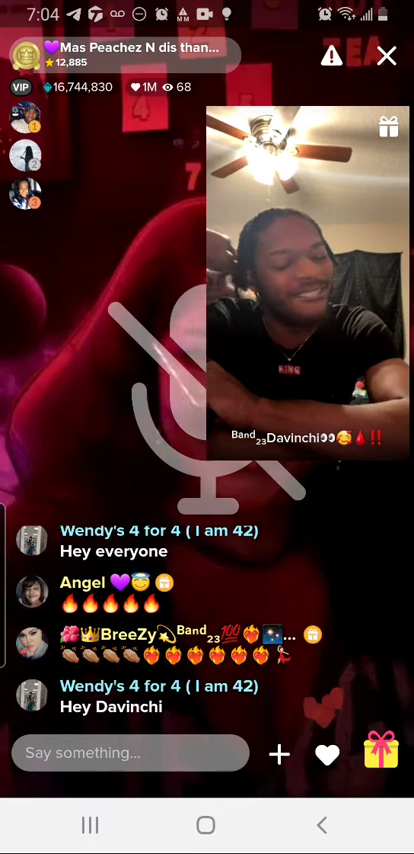 7:04
💜Mas Peachez N dis than...
⭐12,885
VIP 16,744,830 1M 68
7
KING
ᴮᵃⁿᵈ₂₃Davinchi👀🥰🩸‼️
Wendy's 4 for 4 ( I am 42)
Hey everyone
Angel 💜😇
🔥🔥🔥🔥🔥
🌺👑BreeZy💫ᴮᵃⁿᵈ₂₃💯❤️‍🔥🎇...
👏🏽👏🏽👏🏽👏🏽❤️‍🔥❤️‍🔥❤️‍🔥❤️‍🔥❤️‍🔥❤️‍🔥💃
Wendy's 4 for 4 ( I am 42)
Hey Davinchi
Say something...